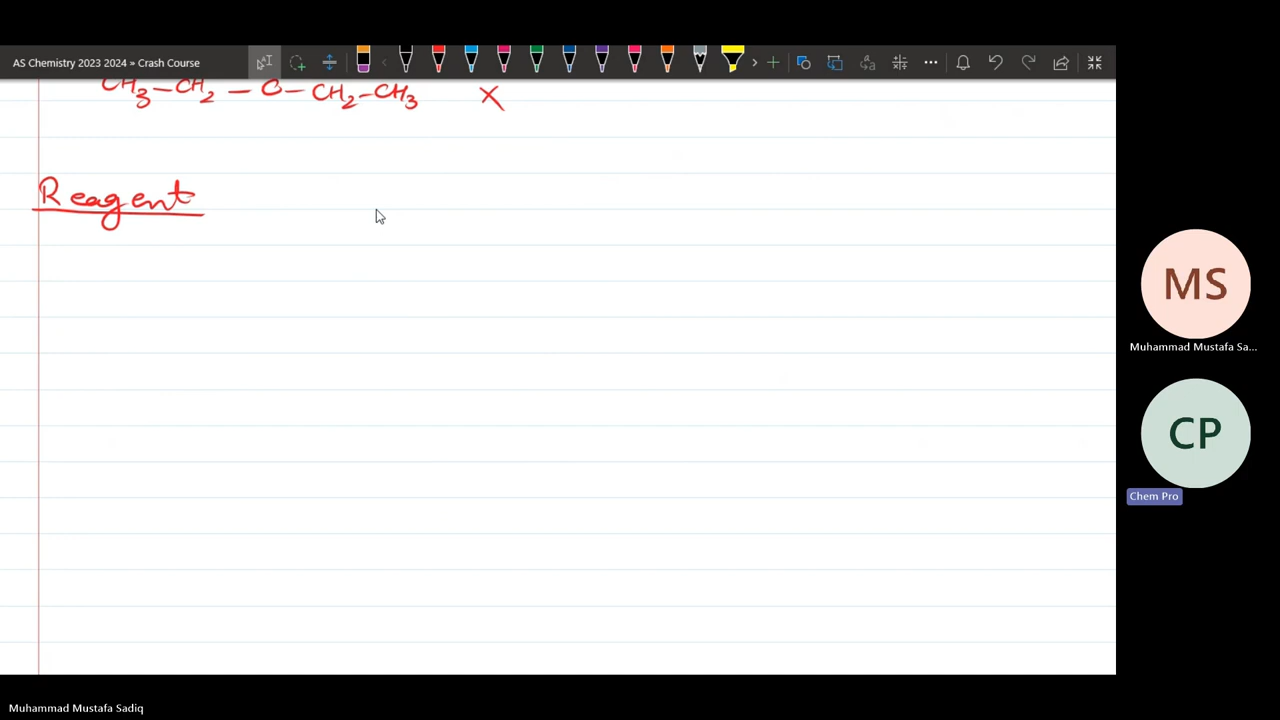 AS Chemistry 2023 2024 » Crash Course
CH3-CH2-C-CH2-CH3 X
Reagent
MS
Muhammad Mustafa Sa...
CP
Chem Pro
Muhammad Mustafa Sadiq